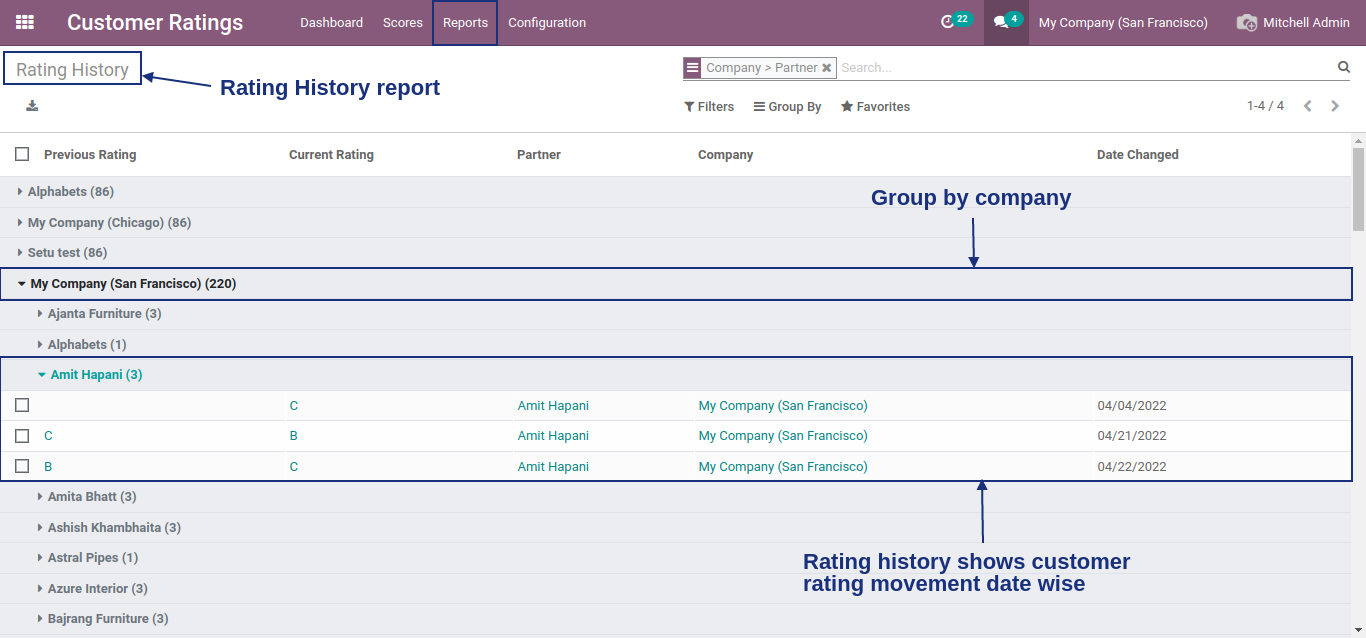 Customer Ratings Dashboard Scores Reports Configuration 22 4 My Company (San Francisco) Mitchell Admin
Rating History
Company > Partner Search...
Rating History report
Filters Group By Favorites 1-4 / 4
Previous Rating Current Rating Partner Company Date Changed
Alphabets (86)
Group by company
My Company (Chicago) (86)
Setu test (86)
My Company (San Francisco) (220)
Ajanta Furniture (3)
Alphabets (1)
Amit Hapani (3)
C Amit Hapani My Company (San Francisco) 04/04/2022
C B Amit Hapani My Company (San Francisco) 04/21/2022
B C Amit Hapani My Company (San Francisco) 04/22/2022
Amita Bhatt (3)
Ashish Khambhaita (3)
Astral Pipes (1)
Rating history shows customer
rating movement date wise
Azure Interior (3)
Bajrang Furniture (3)